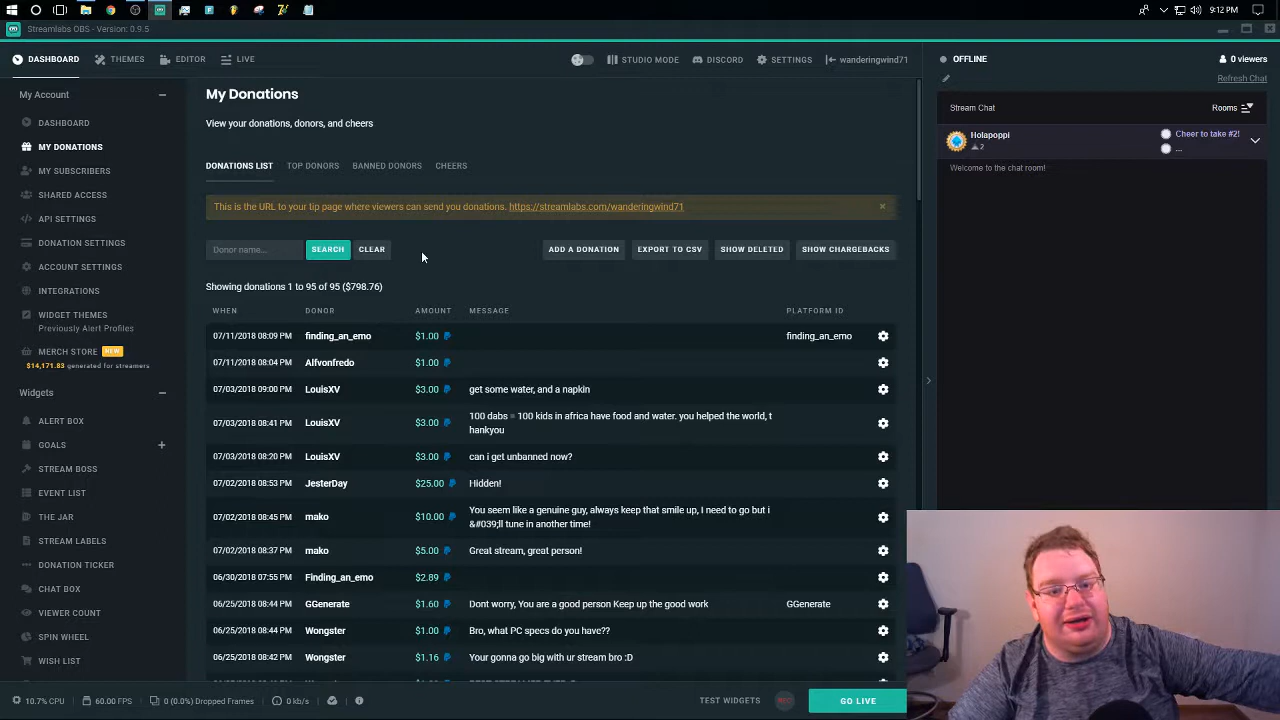 9:12 PM
Streamlabs OBS - Version: 0.9.5
DASHBOARD
THEMES
EDITOR
LIVE
STUDIO MODE
DISCORD
SETTINGS
wanderingwind71
OFFLINE
0 viewers
Refresh Chat
My Account
DASHBOARD
MY DONATIONS
MY SUBSCRIBERS
SHARED ACCESS
API SETTINGS
DONATION SETTINGS
ACCOUNT SETTINGS
INTEGRATIONS
WIDGET THEMES
Previously Alert Profiles
MERCH STORE NEW
$14,171.83 generated for streamers
Widgets
ALERT BOX
GOALS
STREAM BOSS
EVENT LIST
THE JAR
STREAM LABELS
DONATION TICKER
CHAT BOX
VIEWER COUNT
SPIN WHEEL
WISH LIST
My Donations
View your donations, donors, and cheers
DONATIONS LIST TOP DONORS BANNED DONORS CHEERS
This is the URL to your tip page where viewers can send you donations. https://streamlabs.com/wanderingwind71
Donor name... SEARCH CLEAR ADD A DONATION EXPORT TO CSV SHOW DELETED SHOW CHARGEBACKS
Showing donations 1 to 95 of 95 ($798.76)
WHEN DONOR AMOUNT MESSAGE PLATFORM ID
07/11/2018 08:09 PM finding_an_emo $1.00 finding_an_emo
07/11/2018 08:04 PM Alfvonfredo $1.00
07/03/2018 09:00 PM LouisXV $3.00 get some water, and a napkin
07/03/2018 08:41 PM LouisXV $3.00 100 dabs = 100 kids in africa have food and water. you helped the world, t
hankyou
07/03/2018 08:20 PM LouisXV $3.00 can i get unbanned now?
07/02/2018 08:53 PM JesterDay $25.00 Hidden!
07/02/2018 08:45 PM mako $10.00 You seem like a genuine guy, always keep that smile up, I need to go but i
&#039;ll tune in another time!
07/02/2018 08:37 PM mako $5.00 Great stream, great person!
06/30/2018 07:55 PM Finding_an_emo $2.89
06/25/2018 08:44 PM GGenerate $1.60 Dont worry, You are a good person Keep up the good work GGenerate
06/25/2018 08:44 PM Wongster $1.00 Bro, what PC specs do you have??
06/25/2018 08:42 PM Wongster $1.16 Your gonna go big with ur stream bro :D
Stream Chat
Rooms
Holapoppi
2
Cheer to take #2!
...
Welcome to the chat room!
10.7% CPU
60.00 FPS
0 (0.0%) Dropped Frames
0 kb/s
TEST WIDGETS
REC
GO LIVE